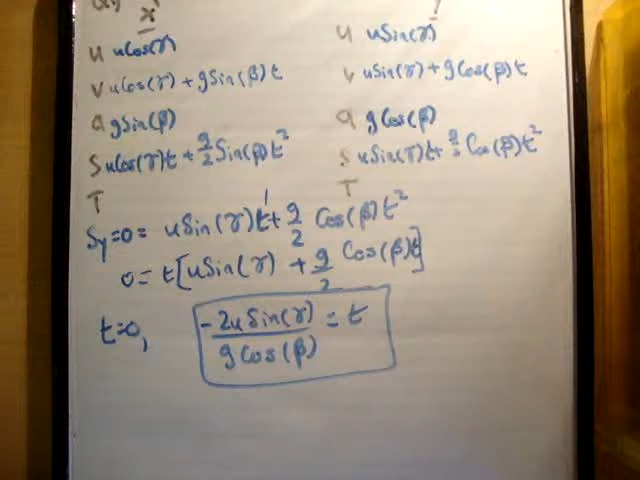 x
u uCos(γ)
v uCos(γ) + gSin(β)t
a gSin(β)
s uCos(γ)t + g/2 Sin(β)t²
T
u uSin(γ)
v uSin(γ) + gCos(β)t
a gCos(β)
s uSin(γ)t + g/2 Cos(β)t²
T
Sy=0= uSin(γ)t¹ + g/2 Cos(β)t²
0= t[uSin(γ) + g/2 Cos(β)t]
t=0, -2uSin(γ)/gCos(β) = t